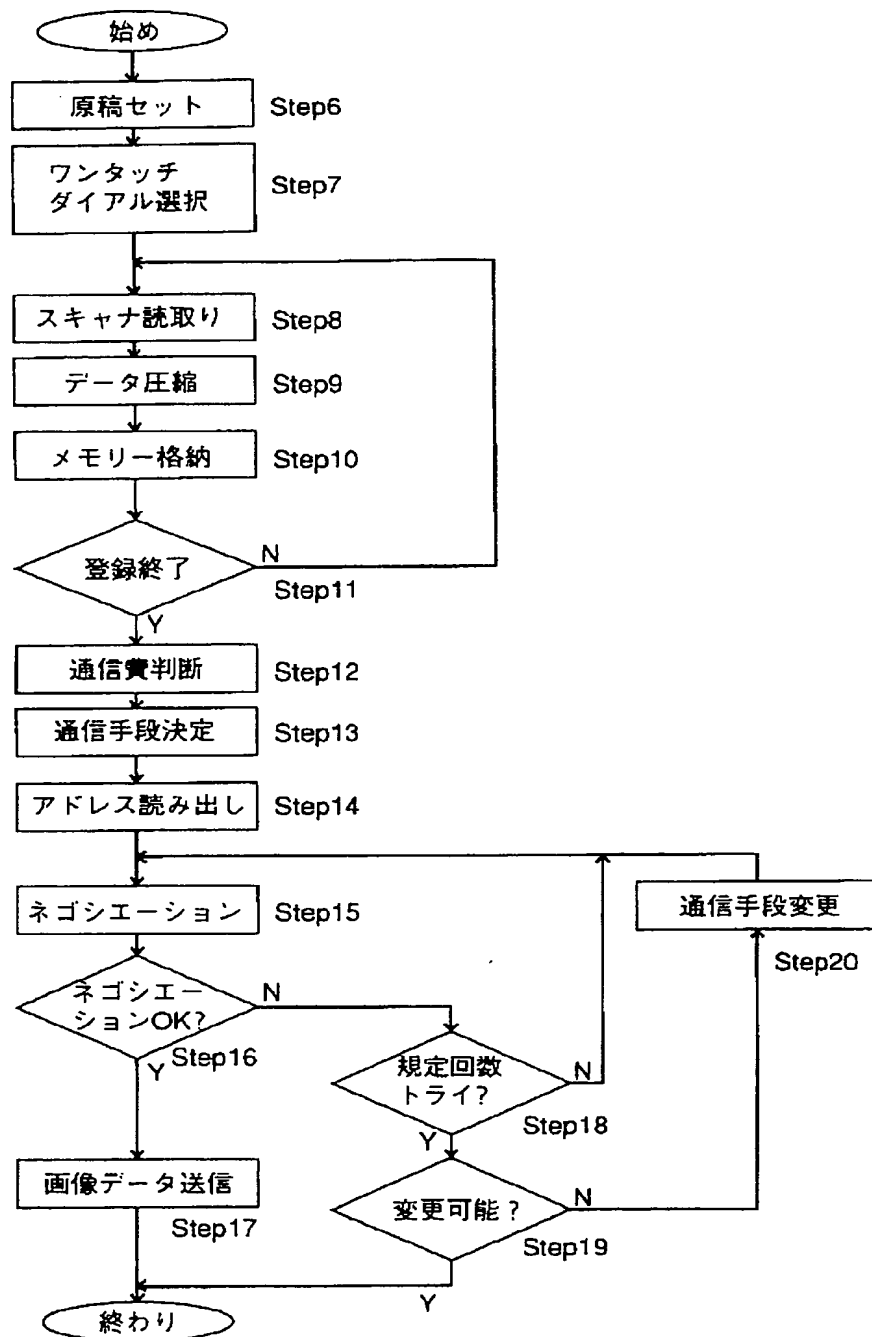 始め
原稿セット
Step6
ワンタッチ
ダイアル選択
Step7
スキャナ読取り
Step8
データ圧縮
Step9
メモリー格納
Step10
登録終了
N
Step11
Y
通信費判断
Step12
通信手段決定
Step13
アドレス読み出し
Step14
ネゴシエーション
Step15
通信手段変更
Step20
ネゴシエー
ションOK?
N
Step16
Y
規定回数
トライ?
N
Step18
Y
画像データ送信
Step17
変更可能?
N
Step19
Y
終わり